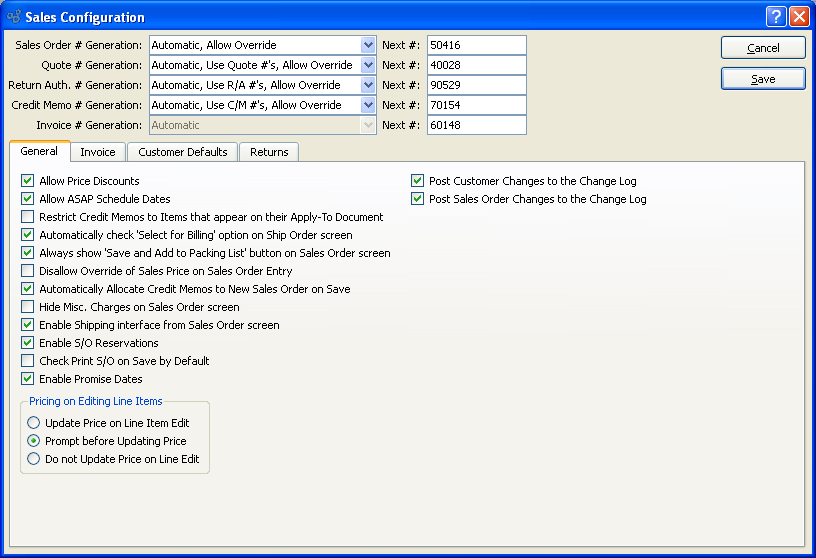 Sales Configuration
Sales Order # Generation: Automatic, Allow Override Next #: 50416
Quote # Generation: Automatic, Use Quote #'s, Allow Override Next #: 40028
Return Auth. # Generation: Automatic, Use R/A #'s, Allow Override Next #: 90529
Credit Memo # Generation: Automatic, Use C/M #'s, Allow Override Next #: 70154
Invoice # Generation: Automatic Next #: 60148
Cancel
Save
General Invoice Customer Defaults Returns
Allow Price Discounts
Allow ASAP Schedule Dates
Restrict Credit Memos to Items that appear on their Apply-To Document
Automatically check 'Select for Billing' option on Ship Order screen
Always show 'Save and Add to Packing List' button on Sales Order screen
Disallow Override of Sales Price on Sales Order Entry
Automatically Allocate Credit Memos to New Sales Order on Save
Hide Misc. Charges on Sales Order screen
Enable Shipping interface from Sales Order screen
Enable S/O Reservations
Check Print S/O on Save by Default
Enable Promise Dates
Pricing on Editing Line Items
Update Price on Line Item Edit
Prompt before Updating Price
Do not Update Price on Line Edit
Post Customer Changes to the Change Log
Post Sales Order Changes to the Change Log